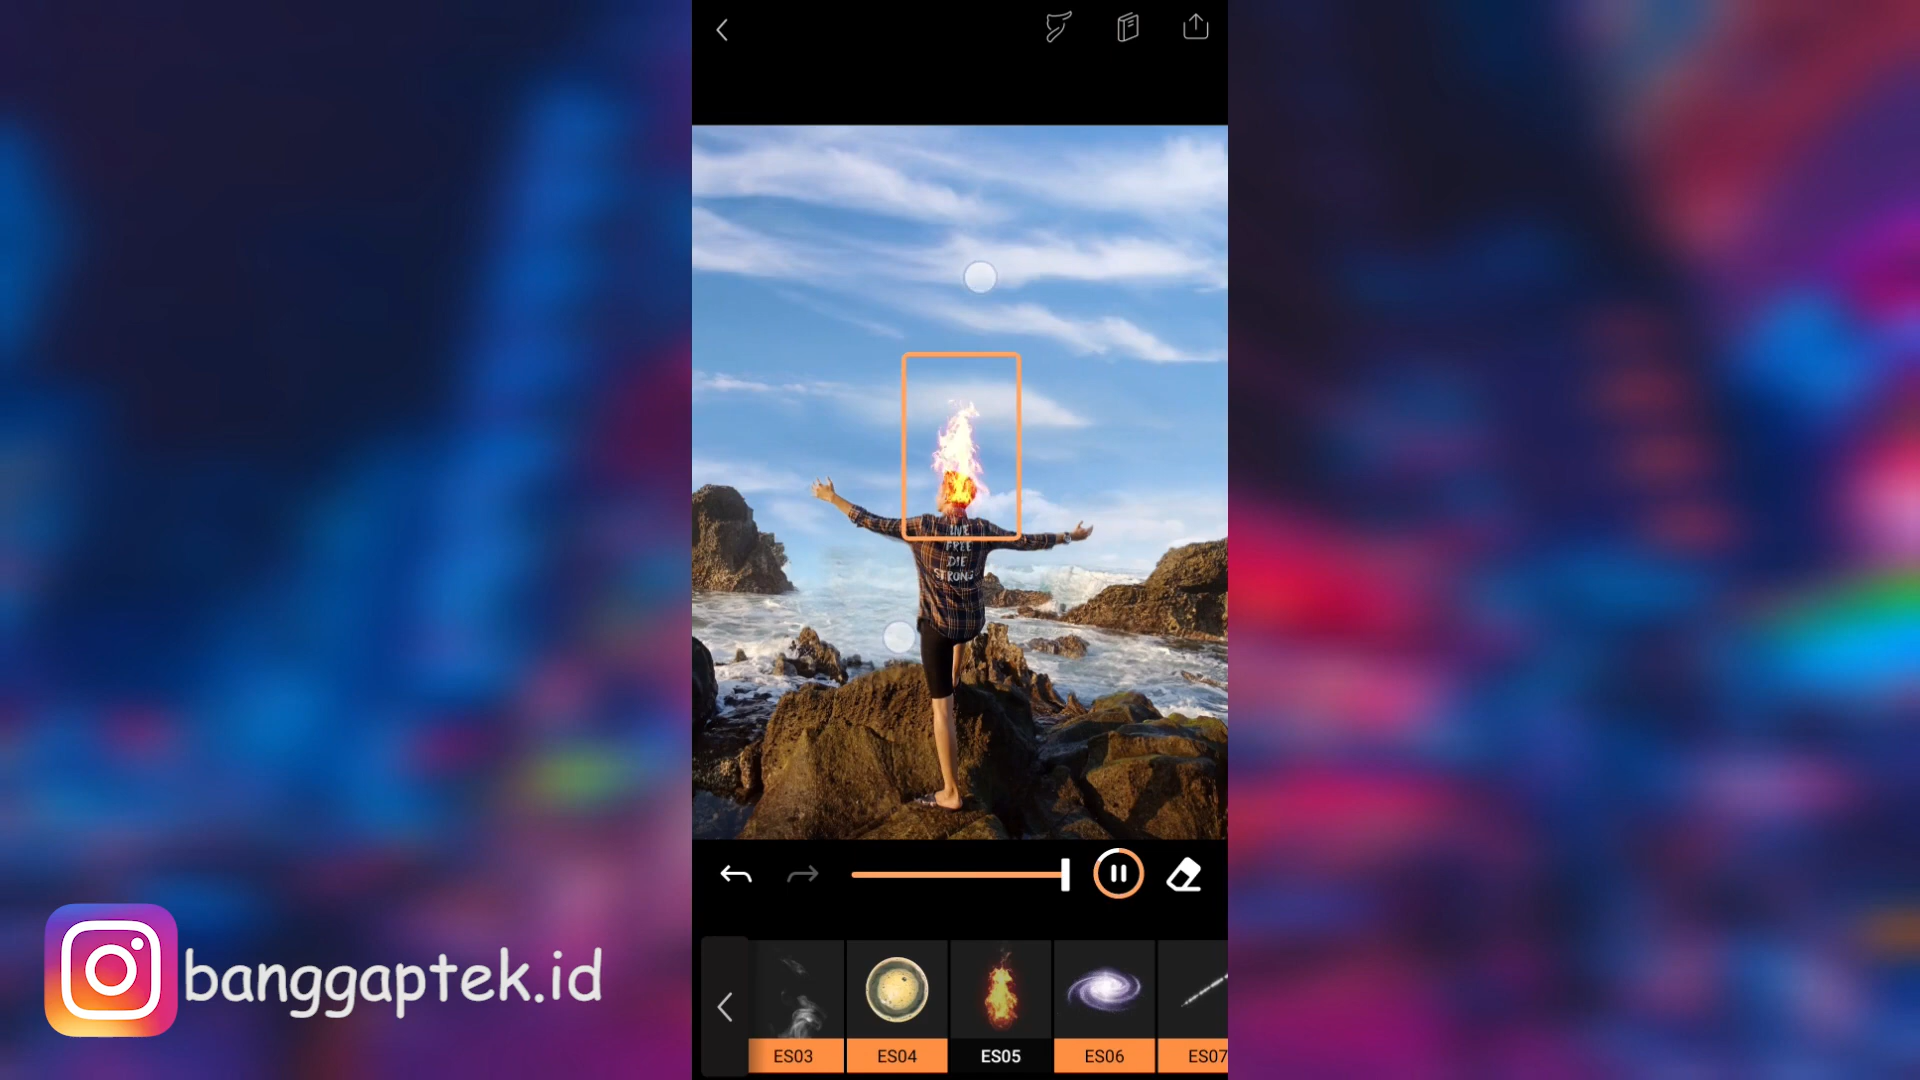 LIVE
FREE
DIE
STRONG
banggaptek.id
ES03
ES04
ES05
ES06
ES07